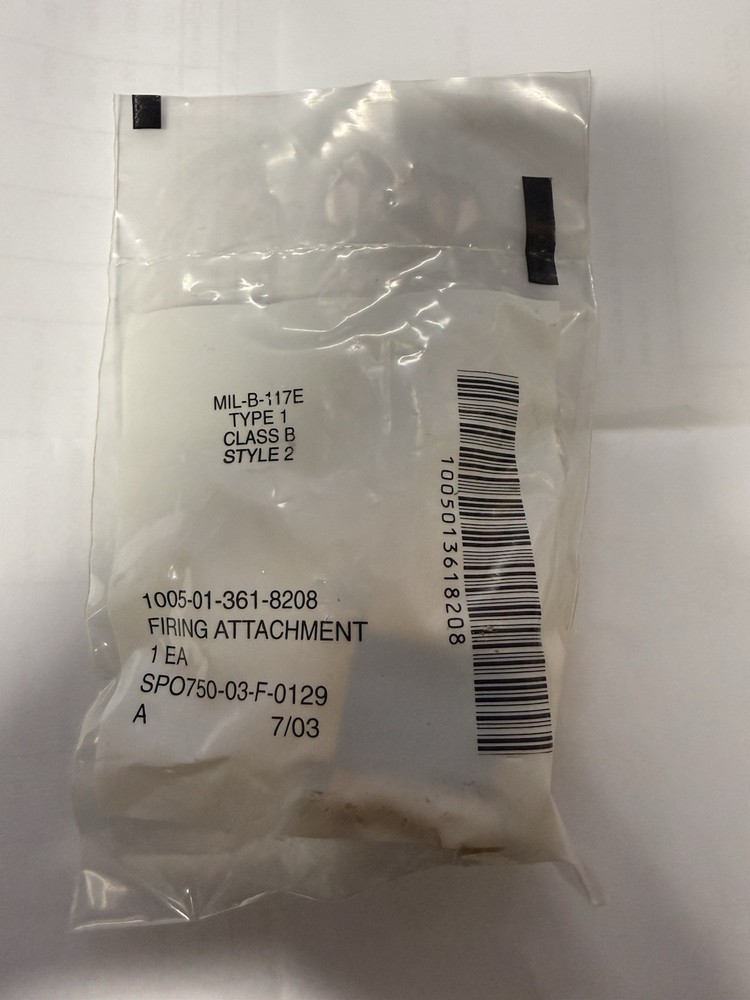 MIL-B-117E
TYPE 1
CLASS B
STYLE 2
1005013618208
1005-01-361-8208
FIRING ATTACHMENT
1 EA
SPO750-03-F-0129
A 7/03